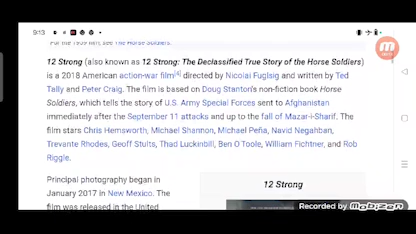 9:13
For the 1959 film, see The Horse Soldiers.
12 Strong (also known as 12 Strong: The Declassified True Story of the Horse Soldiers)
is a 2018 American action-war film[4] directed by Nicolai Fuglsig and written by Ted
Tally and Peter Craig. The film is based on Doug Stanton's non-fiction book Horse
Soldiers, which tells the story of U.S. Army Special Forces sent to Afghanistan
immediately after the September 11 attacks and up to the fall of Mazar-i-Sharif. The
film stars Chris Hemsworth, Michael Shannon, Michael Peña, Navid Negahban,
Trevante Rhodes, Geoff Stults, Thad Luckinbill, Ben O'Toole, William Fichtner, and Rob
Riggle.
Principal photography began in
January 2017 in New Mexico. The
film was released in the United
12 Strong
Recorded by mobizen